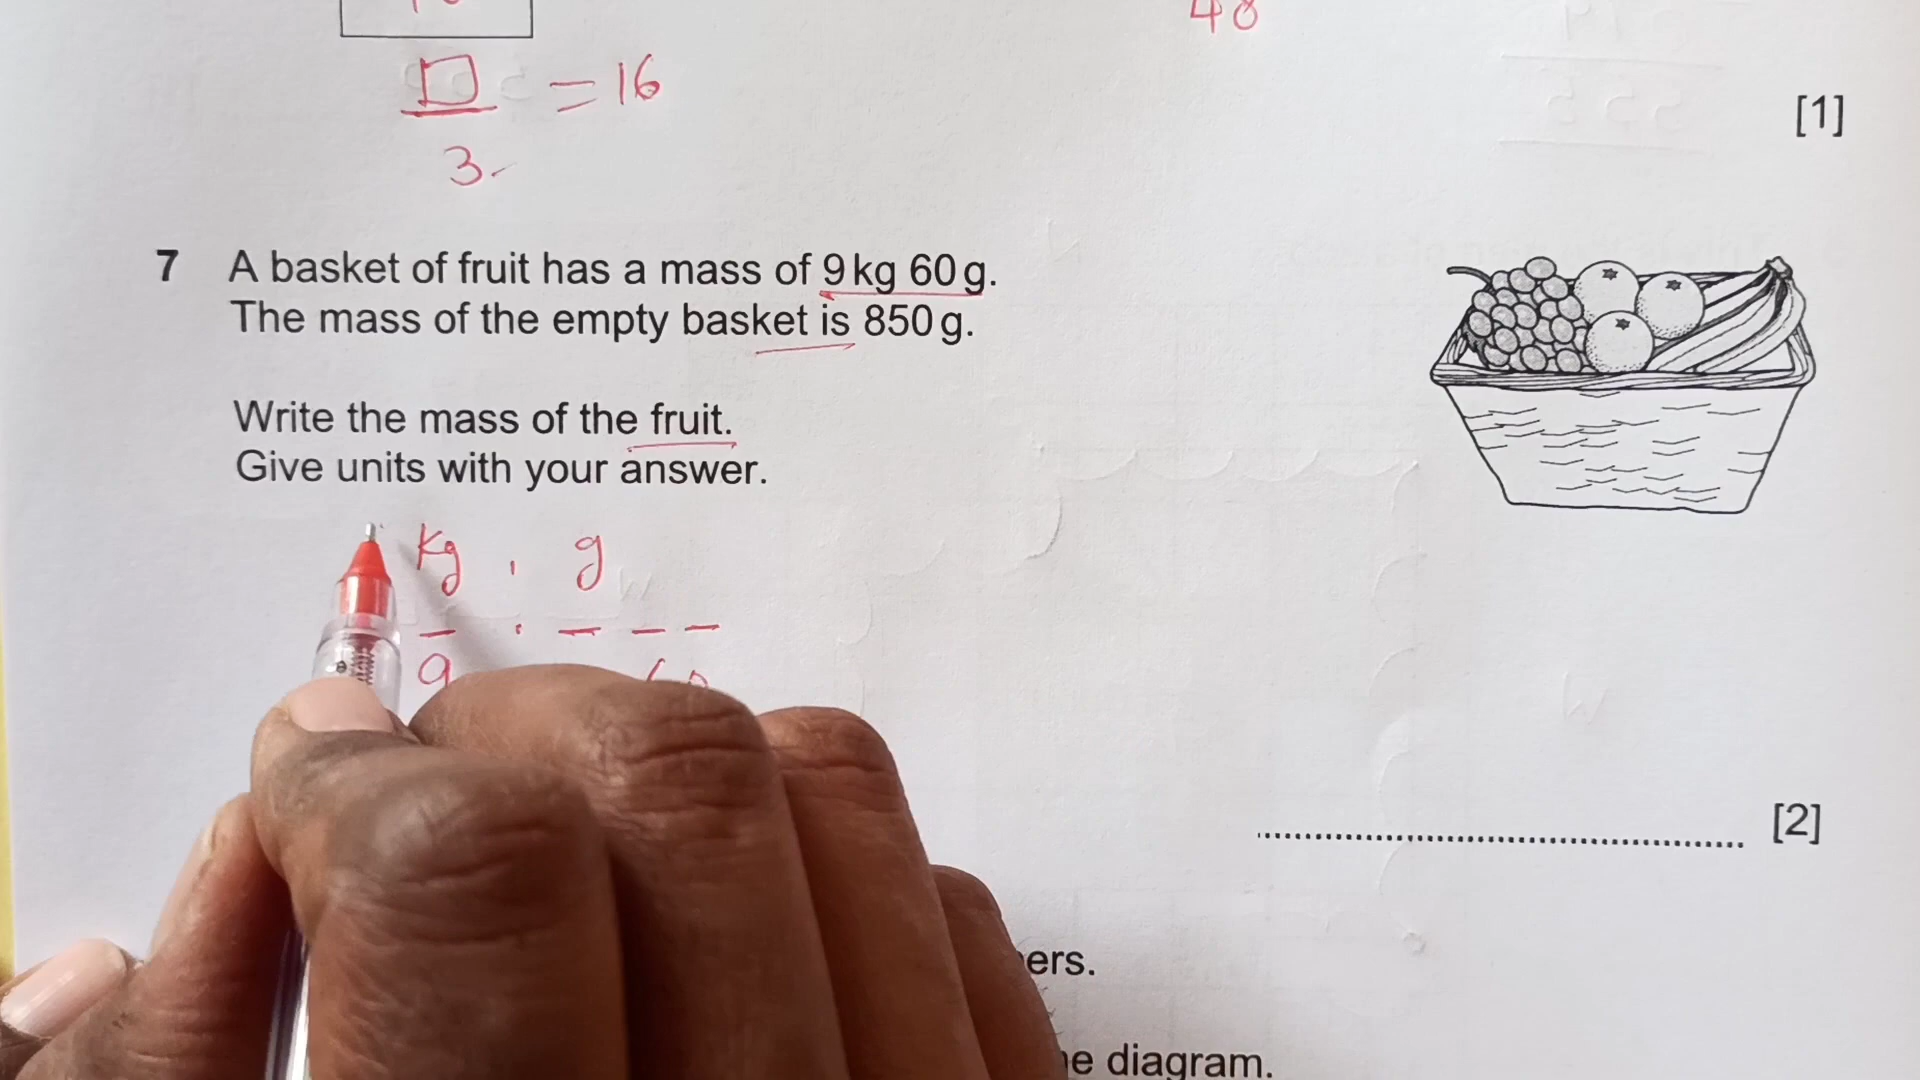 48
□ = 16
3
[1]
7 A basket of fruit has a mass of 9 kg 60 g.
The mass of the empty basket is 850 g.
Write the mass of the fruit.
Give units with your answer.
kg . g
_ . _ _ _
9 60
[2]
ers.
diagram.